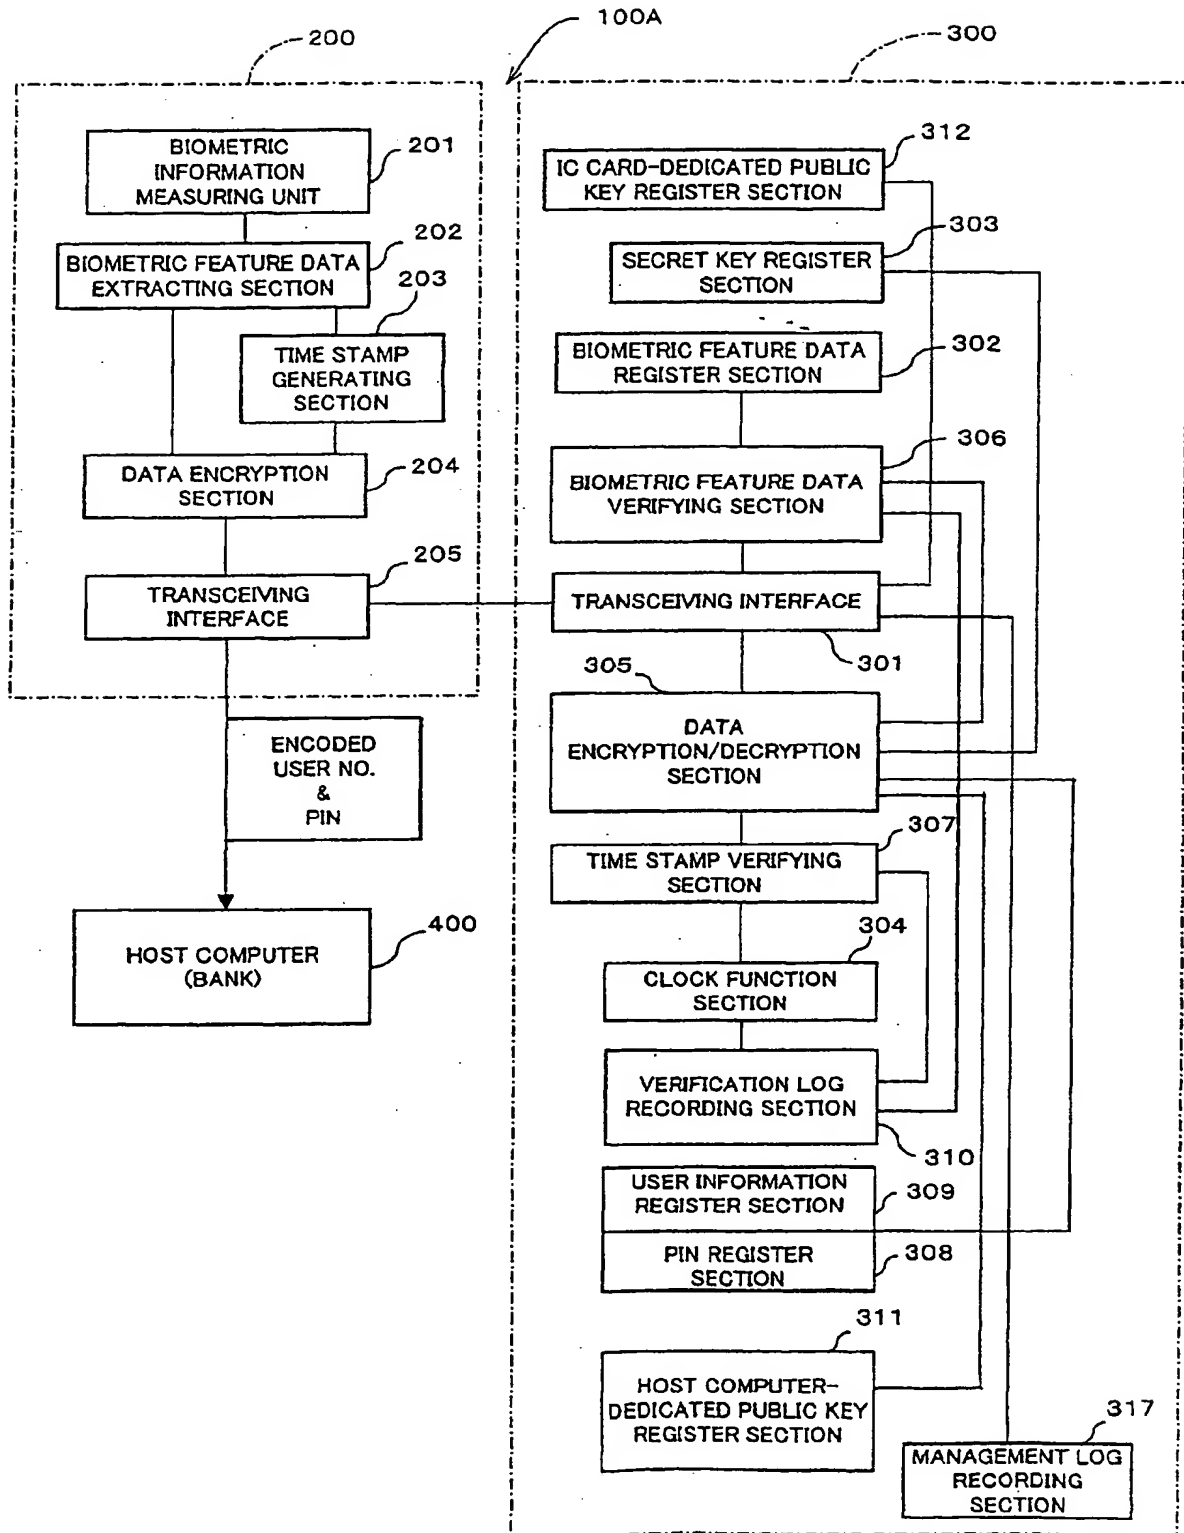 100A
200
BIOMETRIC
INFORMATION
MEASURING UNIT
201
BIOMETRIC FEATURE DATA
EXTRACTING SECTION
202
TIME STAMP
GENERATING
SECTION
203
DATA ENCRYPTION
SECTION
204
TRANSCEIVING
INTERFACE
205
ENCODED
USER NO.
&
PIN
HOST COMPUTER
(BANK)
400
300
IC CARD-DEDICATED PUBLIC
KEY REGISTER SECTION
312
SECRET KEY REGISTER
SECTION
303
BIOMETRIC FEATURE DATA
REGISTER SECTION
302
BIOMETRIC FEATURE DATA
VERIFYING SECTION
306
TRANSCEIVING INTERFACE
301
305
DATA
ENCRYPTION/DECRYPTION
SECTION
TIME STAMP VERIFYING
SECTION
307
CLOCK FUNCTION
SECTION
304
VERIFICATION LOG
RECORDING SECTION
310
USER INFORMATION
REGISTER SECTION
309
PIN REGISTER
SECTION
308
HOST COMPUTER-
DEDICATED PUBLIC KEY
REGISTER SECTION
311
MANAGEMENT LOG
RECORDING
SECTION
317